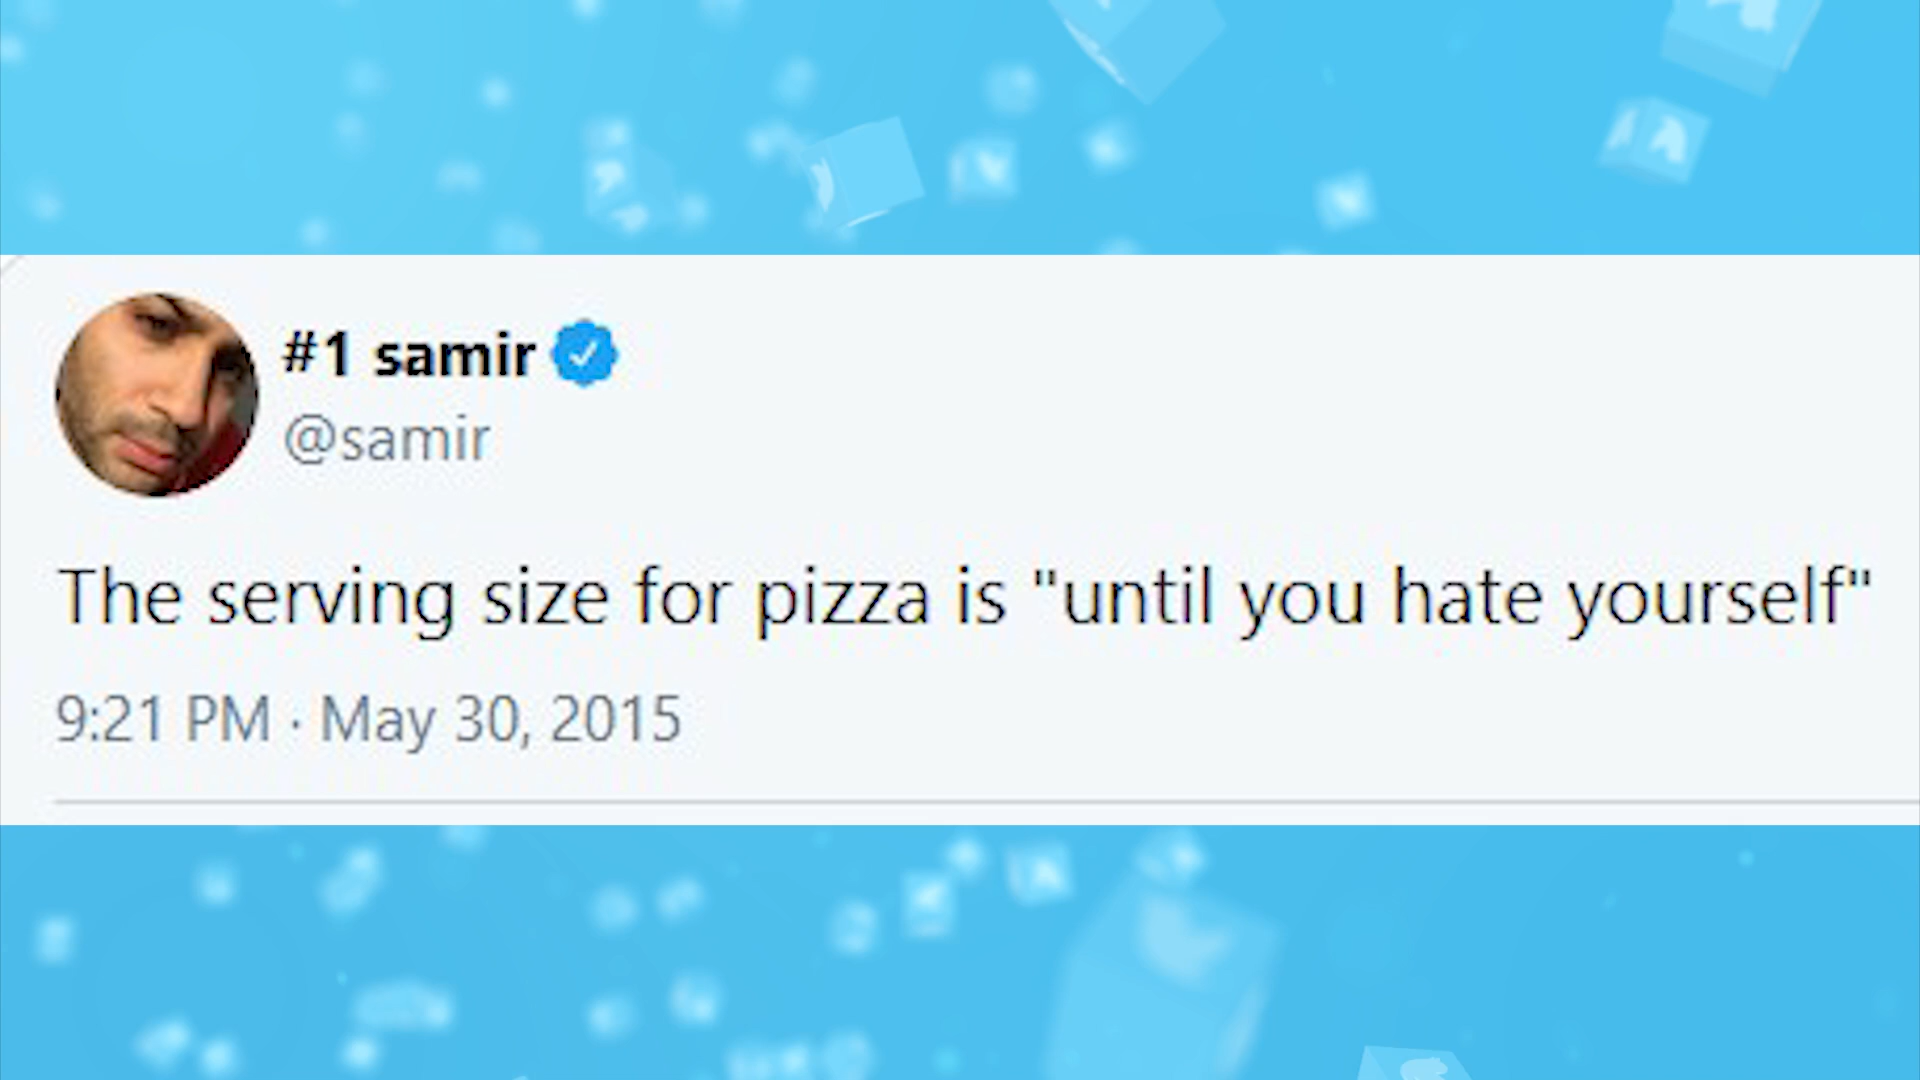 #1 samir
@samir
The serving size for pizza is "until you hate yourself"
9:21 PM · May 30, 2015